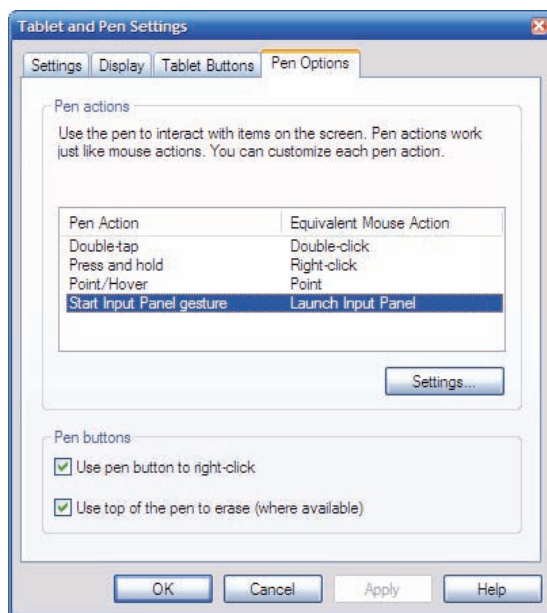 Tablet and Pen Settings
Settings Display Tablet Buttons Pen Options
Pen actions
Use the pen to interact with items on the screen. Pen actions work
just like mouse actions. You can customize each pen action.
Pen Action Equivalent Mouse Action
Double-tap Double-click
Press and hold Right-click
Point/Hover Point
Start Input Panel gesture Launch Input Panel
Settings...
Pen buttons
Use pen button to right-click
Use top of the pen to erase (where available)
OK Cancel Apply Help